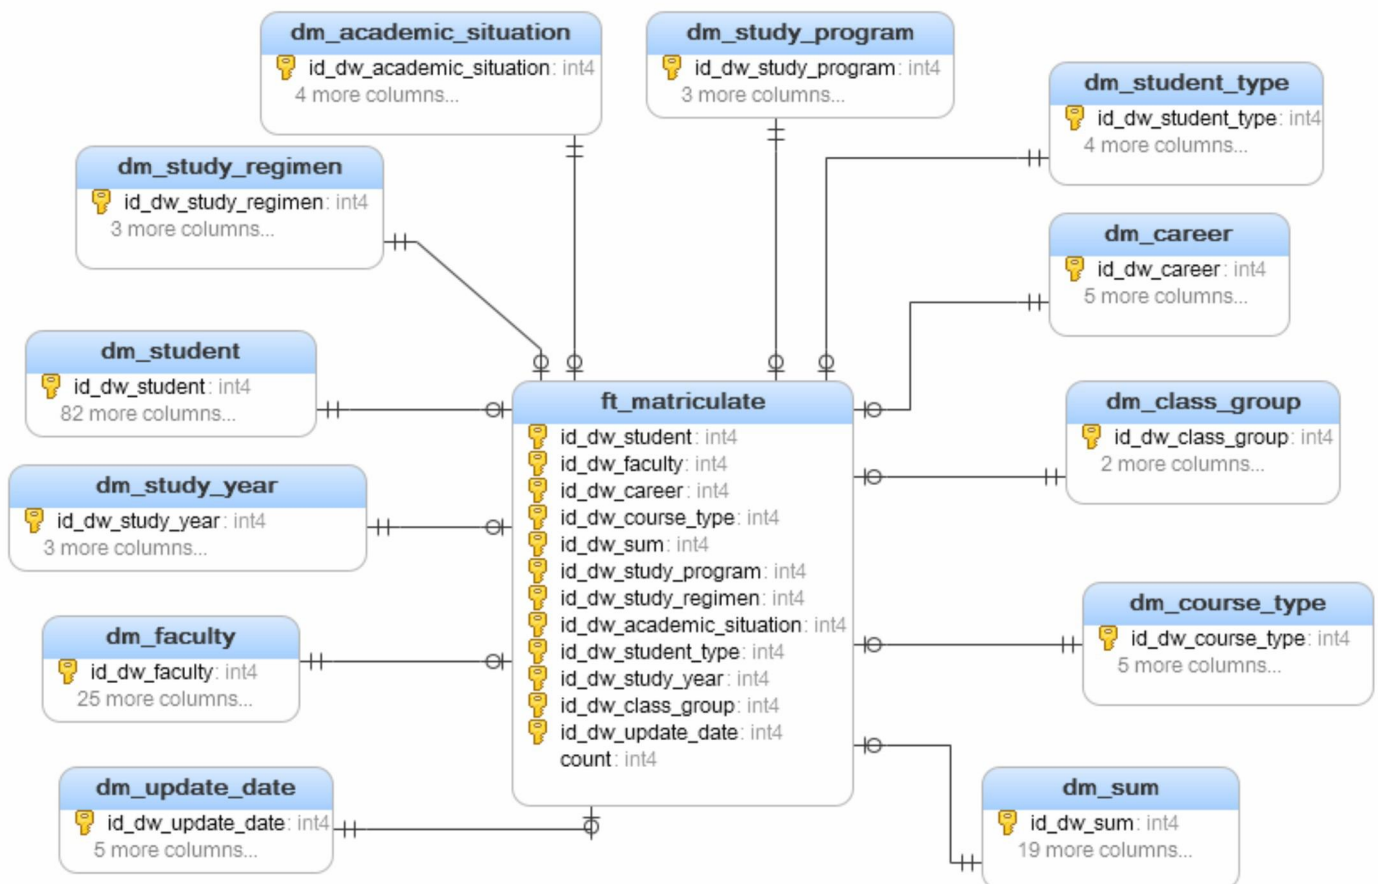 dm_academic_situation
id_dw_academic_situation: int4
4 more columns...
dm_study_program
id_dw_study_program: int4
3 more columns...
dm_student_type
id_dw_student_type: int4
4 more columns...
dm_study_regimen
id_dw_study_regimen: int4
3 more columns...
dm_career
id_dw_career: int4
5 more columns...
dm_student
id_dw_student: int4
82 more columns...
ft_matriculate
id_dw_student: int4
id_dw_faculty: int4
id_dw_career: int4
id_dw_course_type: int4
id_dw_sum: int4
id_dw_study_program: int4
id_dw_study_regimen: int4
id_dw_academic_situation: int4
id_dw_student_type: int4
id_dw_study_year: int4
id_dw_class_group: int4
id_dw_update_date: int4
count: int4
dm_class_group
id_dw_class_group: int4
2 more columns...
dm_study_year
id_dw_study_year: int4
3 more columns...
dm_faculty
id_dw_faculty: int4
25 more columns...
dm_course_type
id_dw_course_type: int4
5 more columns...
dm_update_date
id_dw_update_date: int4
5 more columns...
dm_sum
id_dw_sum: int4
19 more columns...